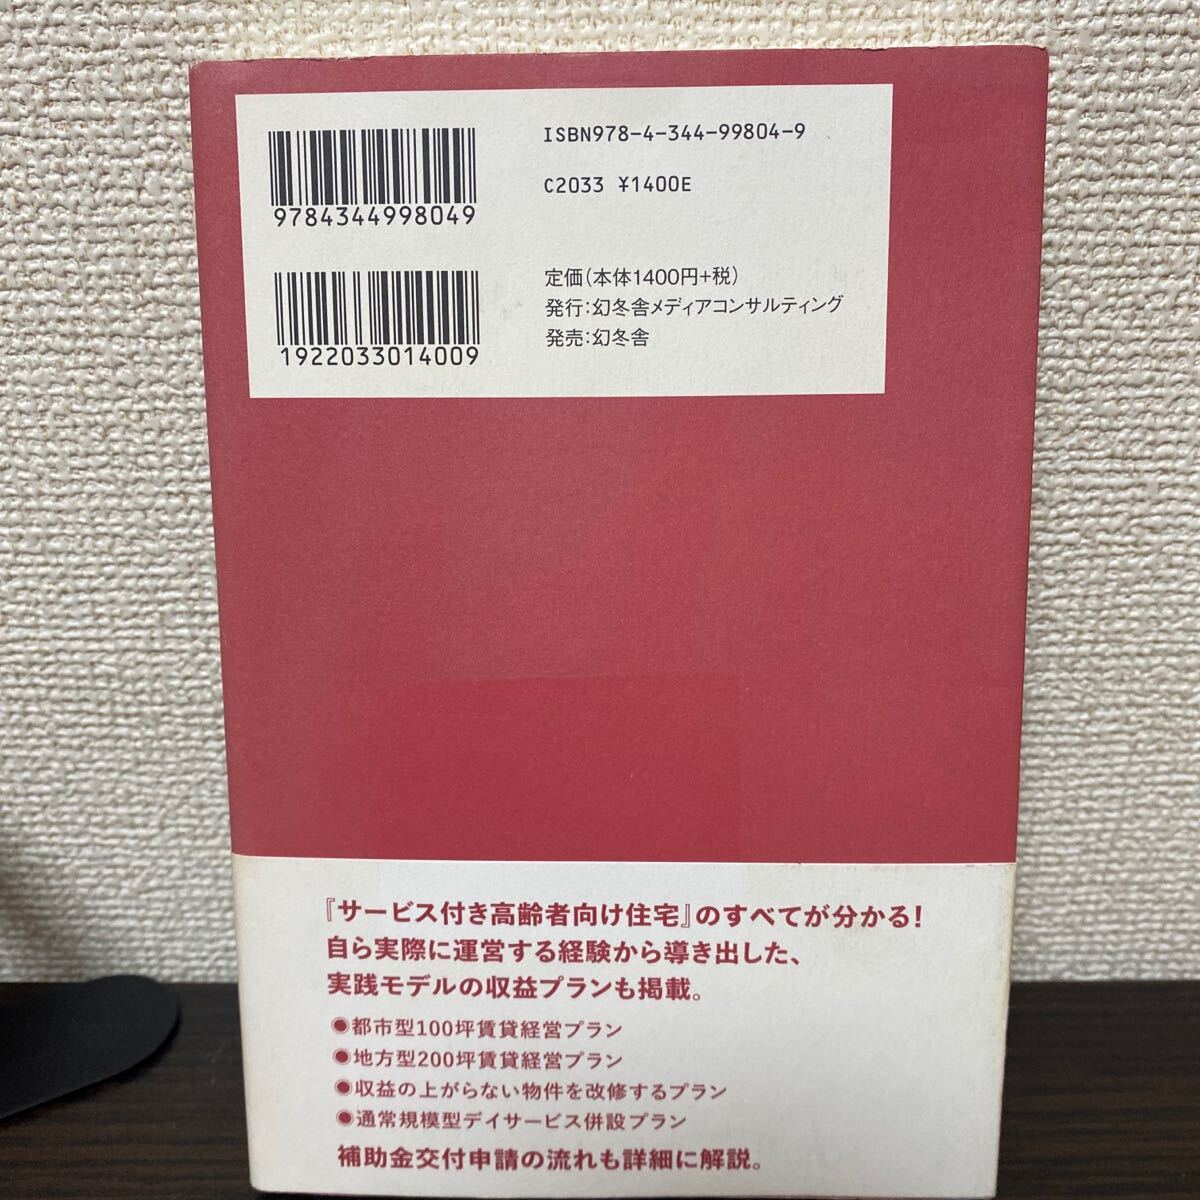 ISBN978-4-344-99804-9
C2033 ¥1400E
9784344998049
1922033014009
定価(本体1400円+税)
発行:幻冬舎メディアコンサルティング
発売:幻冬舎
『サービス付き高齢者向け住宅』のすべてが分かる!
自ら実際に運営する経験から導き出した、
実践モデルの収益プランも掲載。
◉都市型100坪賃貸経営プラン
◉地方型200坪賃貸経営プラン
◉収益の上がらない物件を改修するプラン
◉通常規模型デイサービス併設プラン
補助金交付申請の流れも詳細に解説。